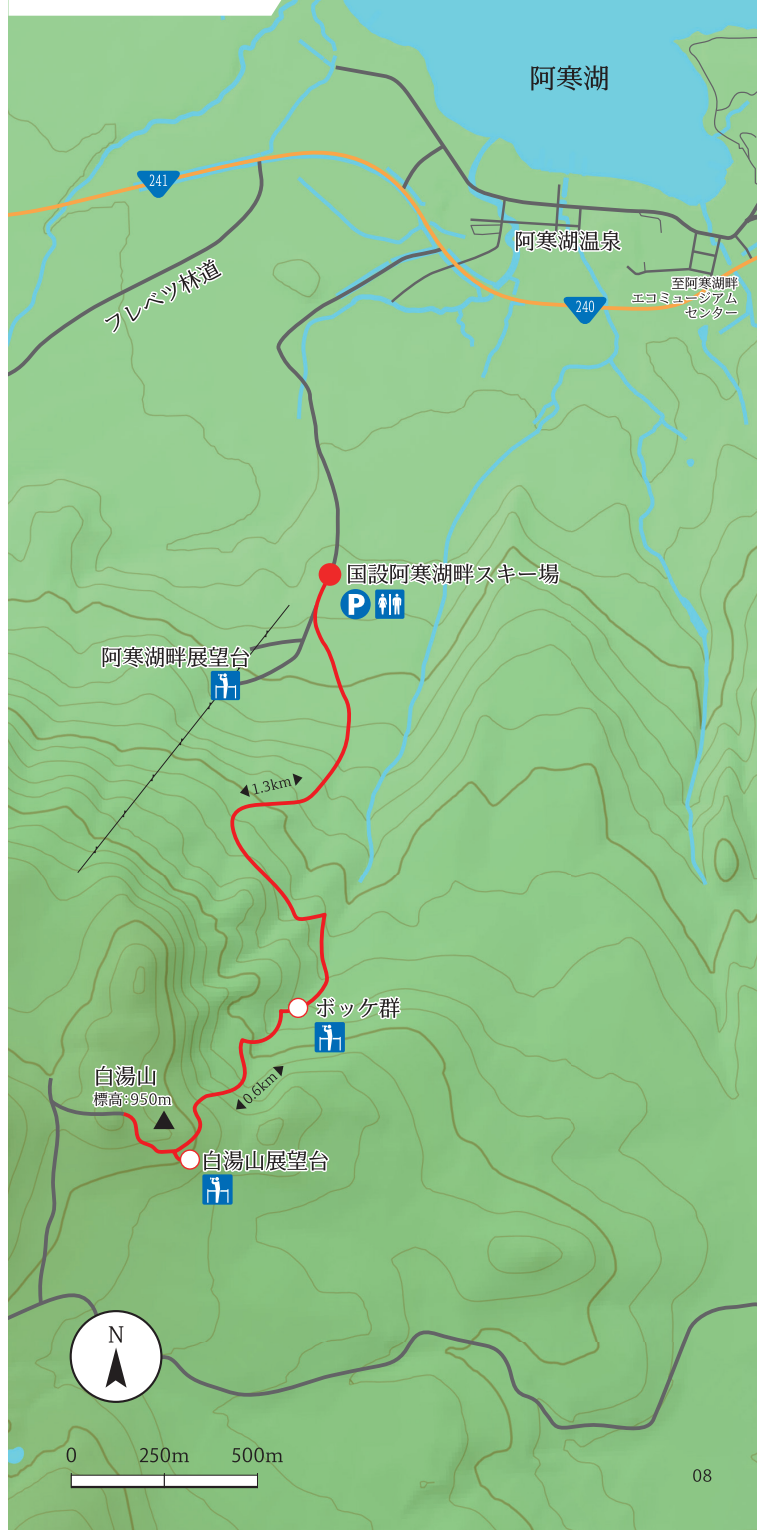 阿寒湖
241
阿寒湖温泉
フレベツ林道
至阿寒湖畔
エコミュージアム
センター
240
国設阿寒湖畔スキー場
P
阿寒湖畔展望台
1.3km
ボッケ群
0.6km
白湯山
標高:950m
白湯山展望台
N
0 250m 500m
08